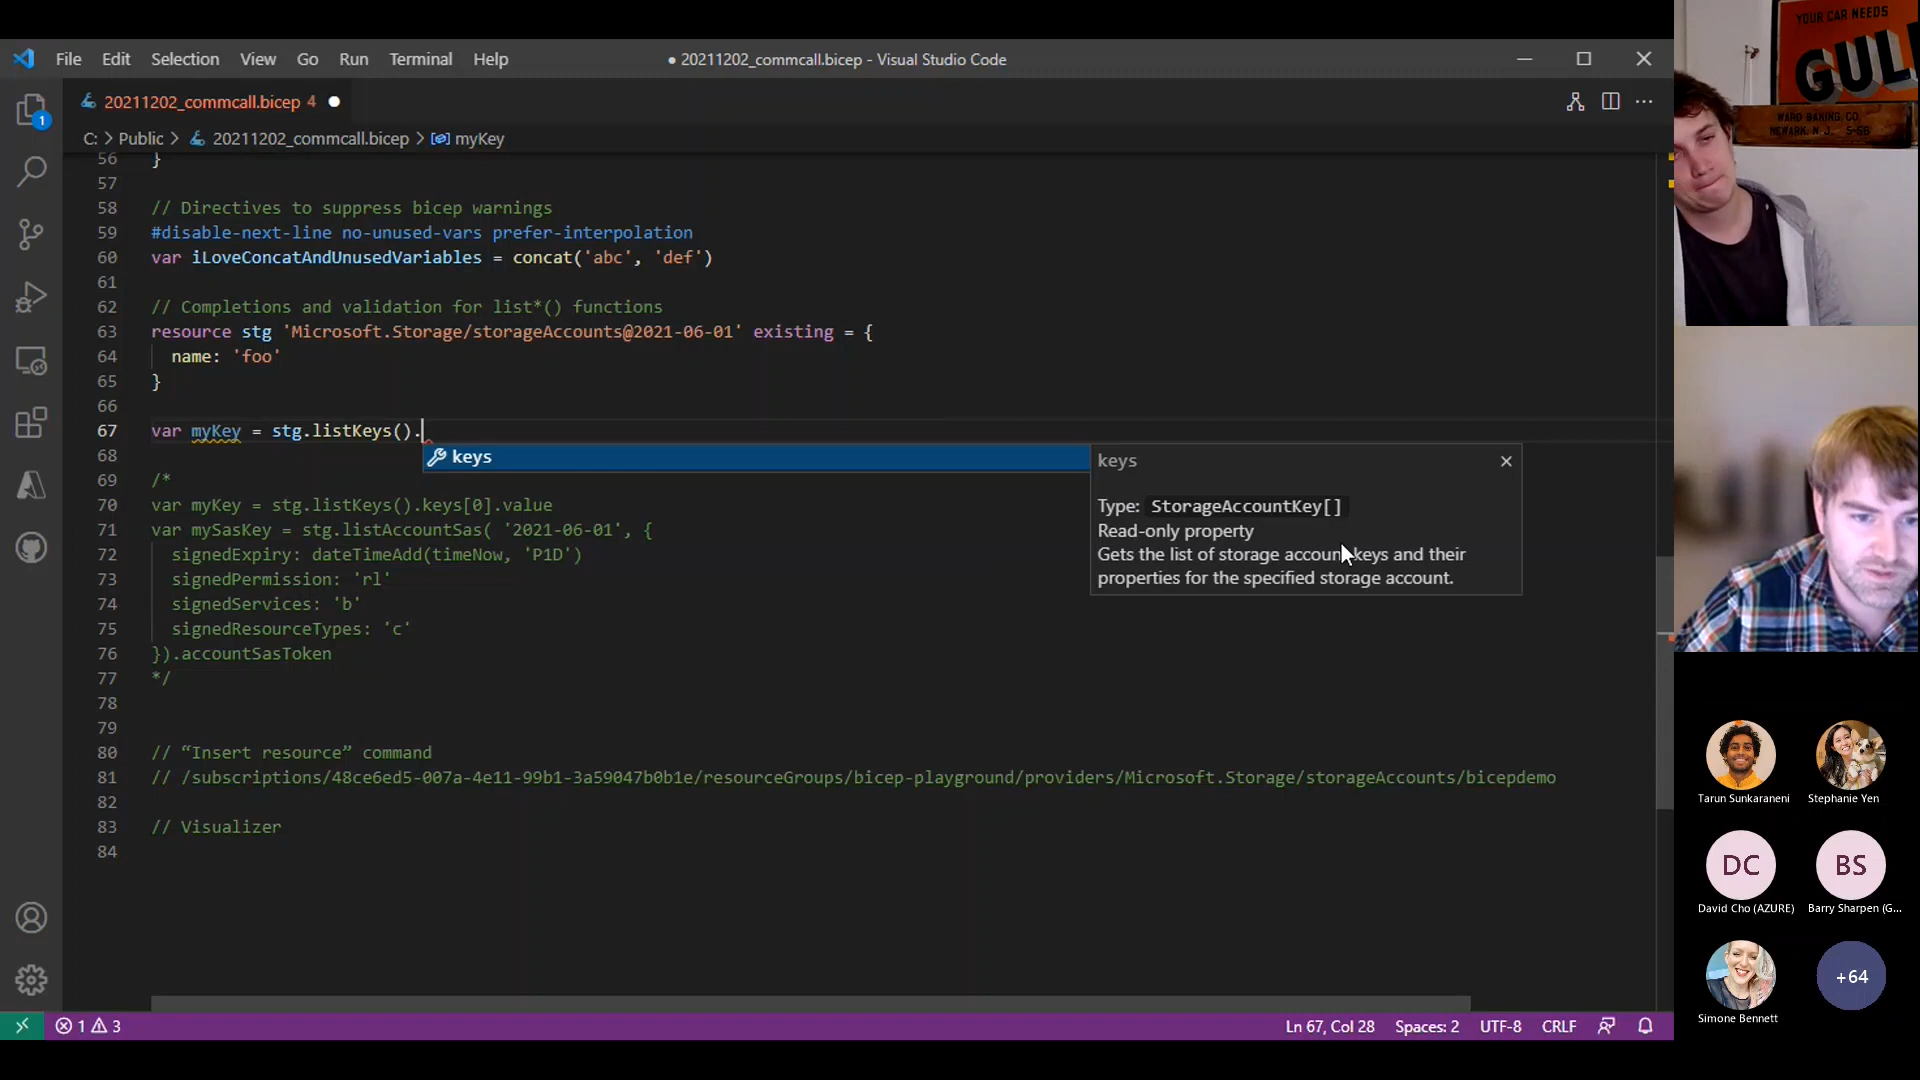 File Edit Selection View Go Run Terminal Help
● 20211202_commcall.bicep - Visual Studio Code
20211202_commcall.bicep 4 ●
C: > Public > 20211202_commcall.bicep > myKey
1
56 }
57
58 // Directives to suppress bicep warnings
59 #disable-next-line no-unused-vars prefer-interpolation
60 var iLoveConcatAndUnusedVariables = concat('abc', 'def')
61
62 // Completions and validation for list*() functions
63 resource stg 'Microsoft.Storage/storageAccounts@2021-06-01' existing = {
64 name: 'foo'
65 }
66
67 var myKey = stg.listKeys().
keys
keys
Type: StorageAccountKey[]
Read-only property
Gets the list of storage account keys and their
properties for the specified storage account.
68
69 /*
70 var myKey = stg.listKeys().keys[0].value
71 var mySasKey = stg.listAccountSas( '2021-06-01', {
72 signedExpiry: dateTimeAdd(timeNow, 'P1D')
73 signedPermission: 'rl'
74 signedServices: 'b'
75 signedResourceTypes: 'c'
76 }).accountSasToken
77 */
78
79
80 // “Insert resource” command
81 // /subscriptions/48ce6ed5-007a-4e11-99b1-3a59047b0b1e/resourceGroups/bicep-playground/providers/Microsoft.Storage/storageAccounts/bicepdemo
82
83 // Visualizer
84
1 3
Ln 67, Col 28 Spaces: 2 UTF-8 CRLF
YOUR CAR NEEDS
GUL
WARD BAKING CO.
NEWARK, N. J. 5-56
Tarun Sunkaraneni
Stephanie Yen
DC
BS
David Cho (AZURE)
Barry Sharpen (G...
Simone Bennett
+64